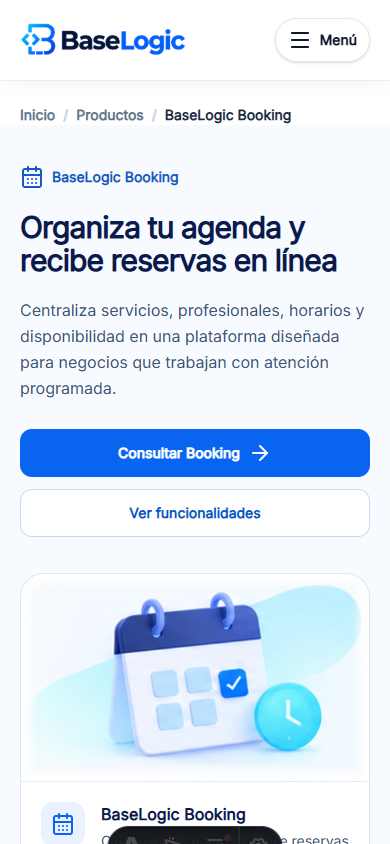 BaseLogic
Menú
Inicio / Productos / BaseLogic Booking
BaseLogic Booking
Organiza tu agenda y
recibe reservas en línea
Centraliza servicios, profesionales, horarios y
disponibilidad en una plataforma diseñada
para negocios que trabajan con atención
programada.
Consultar Booking
Ver funcionalidades
BaseLogic Booking
reservas